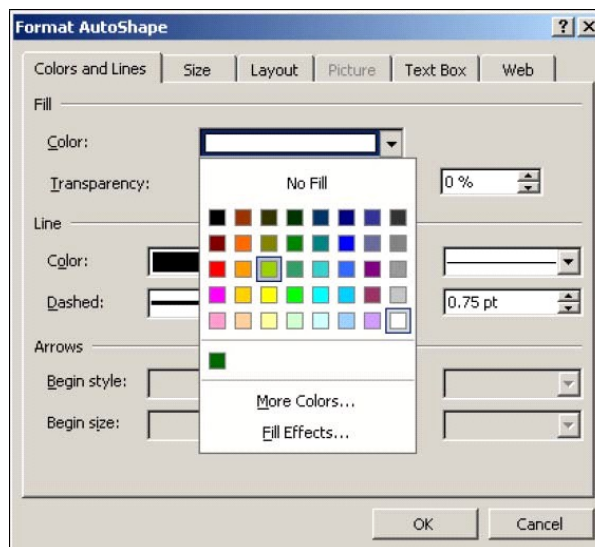 Format AutoShape
Colors and Lines Size Layout Picture Text Box Web
Fill
Color:
Transparency: 0 %
No Fill
Line
Color:
Dashed: 0.75 pt
Arrows
Begin style:
Begin size:
More Colors...
Fill Effects...
OK Cancel